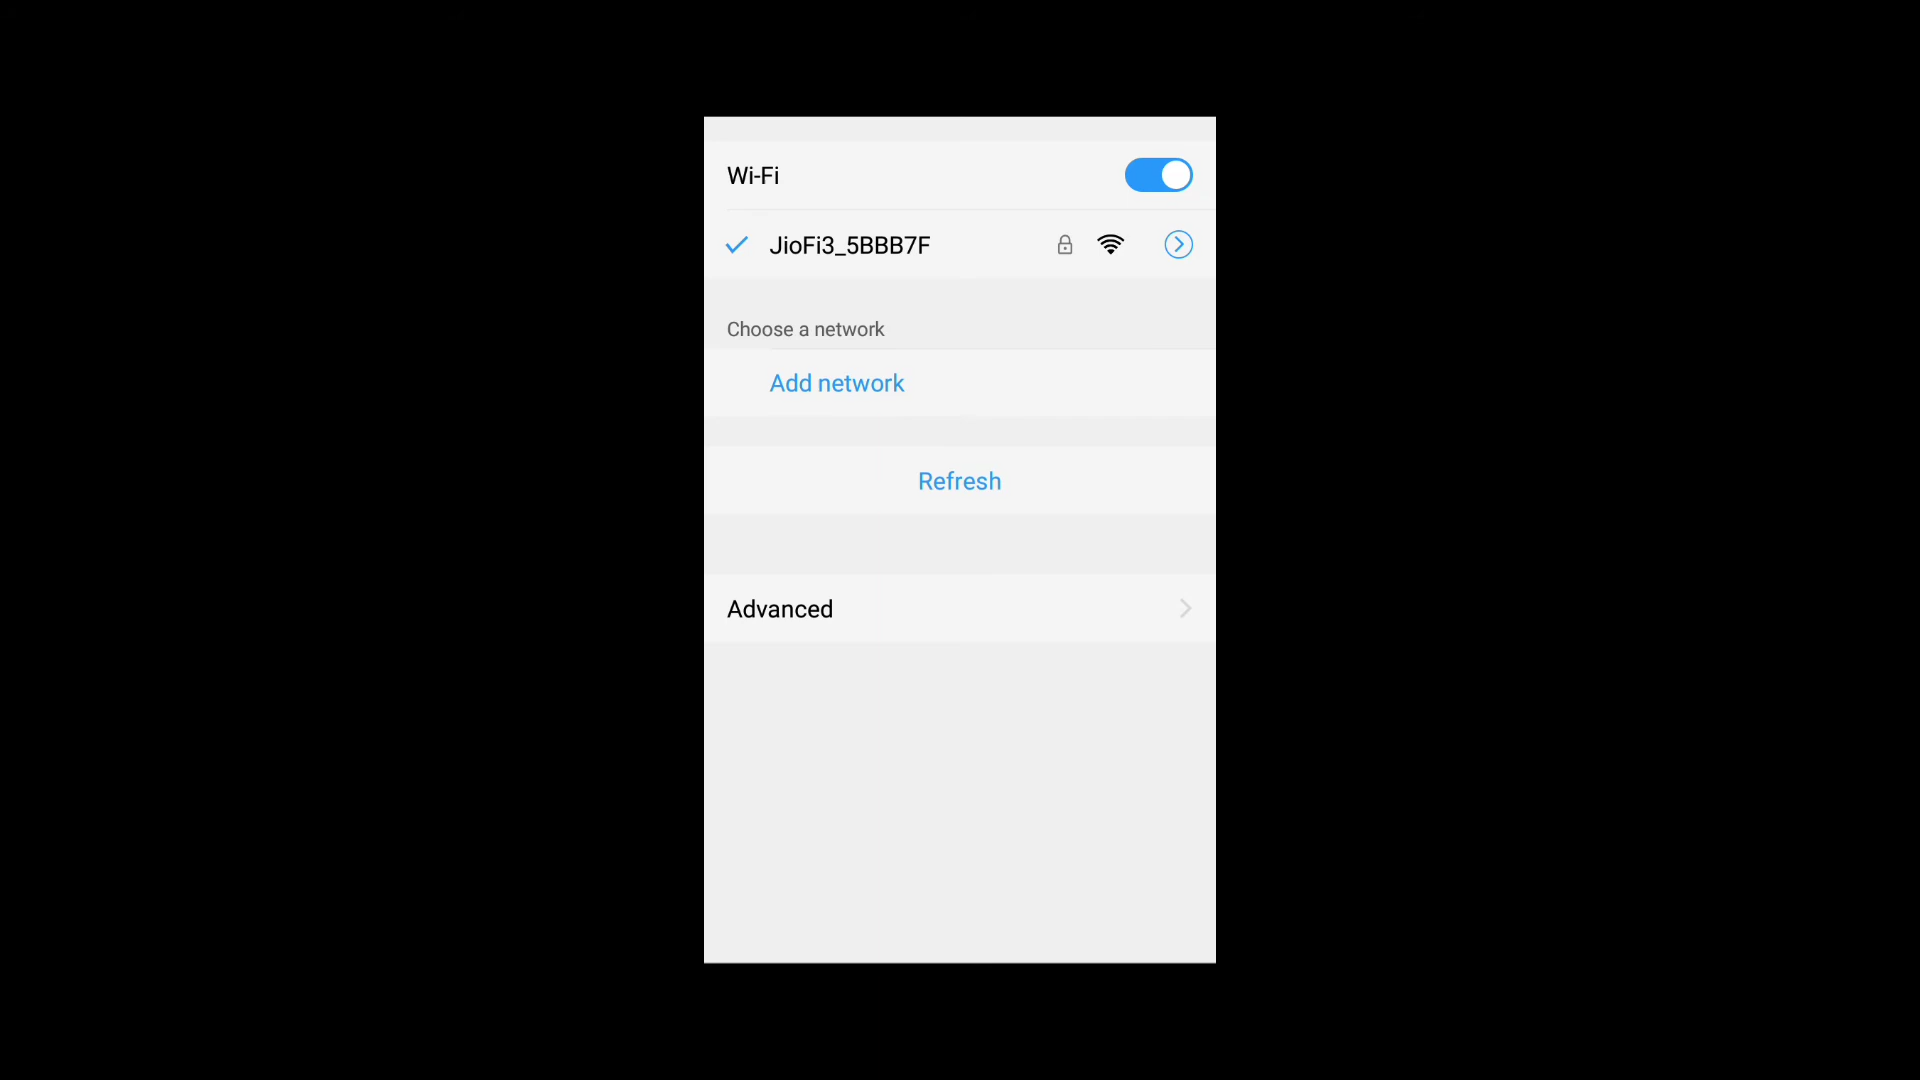 Wi-Fi
JioFi3_5BBB7F
Choose a network
Add network
Refresh
Advanced